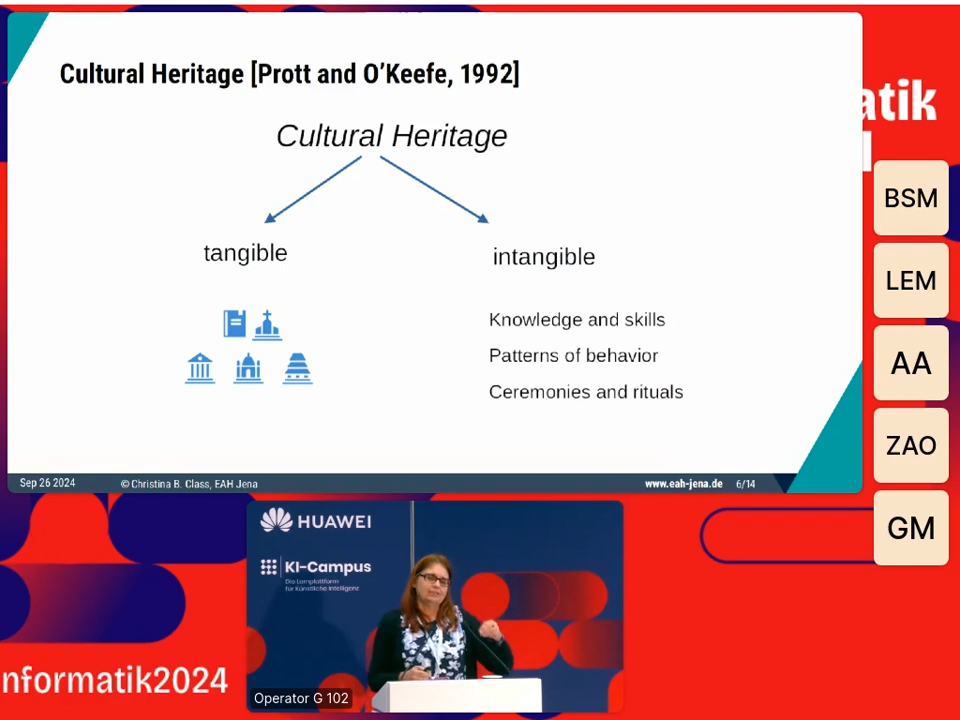 Cultural Heritage [Prott and O'Keefe, 1992]
Cultural Heritage
tangible
intangible
Knowledge and skills
Patterns of behavior
Ceremonies and rituals
Sep 26 2024
© Christina B. Class, EAH Jena
www.eah-jena.de
6/14
atik
BSM
LEM
AA
ZAO
GM
HUAWEI
KI-Campus
Die Lernplattform
für Künstliche Intelligenz
Operator G 102
nformatik2024